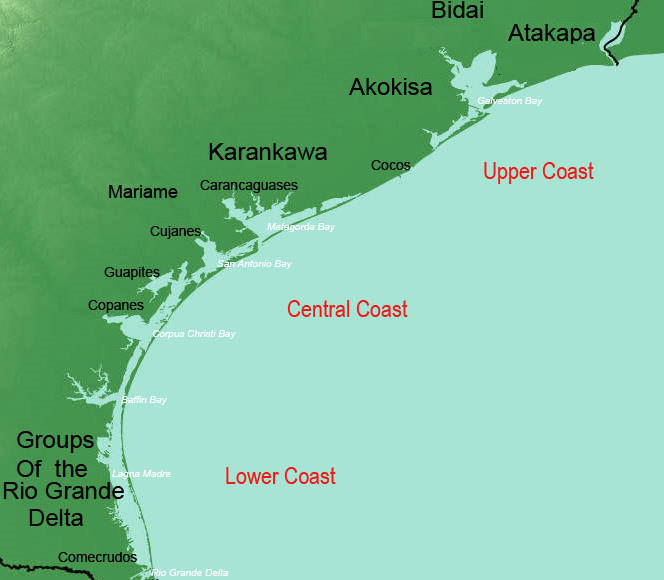 Bidai
Atakapa
Akokisa
Galveston Bay
Karankawa
Cocos
Upper Coast
Mariame
Carancaguases
Matagorda Bay
Cujanes
San Antonio Bay
Guapites
Copanes
Central Coast
Corpus Christi Bay
Baffin Bay
Groups
Of the
Rio Grande
Delta
Lagna Madre
Lower Coast
Comecrudos
Rio Grande Delta